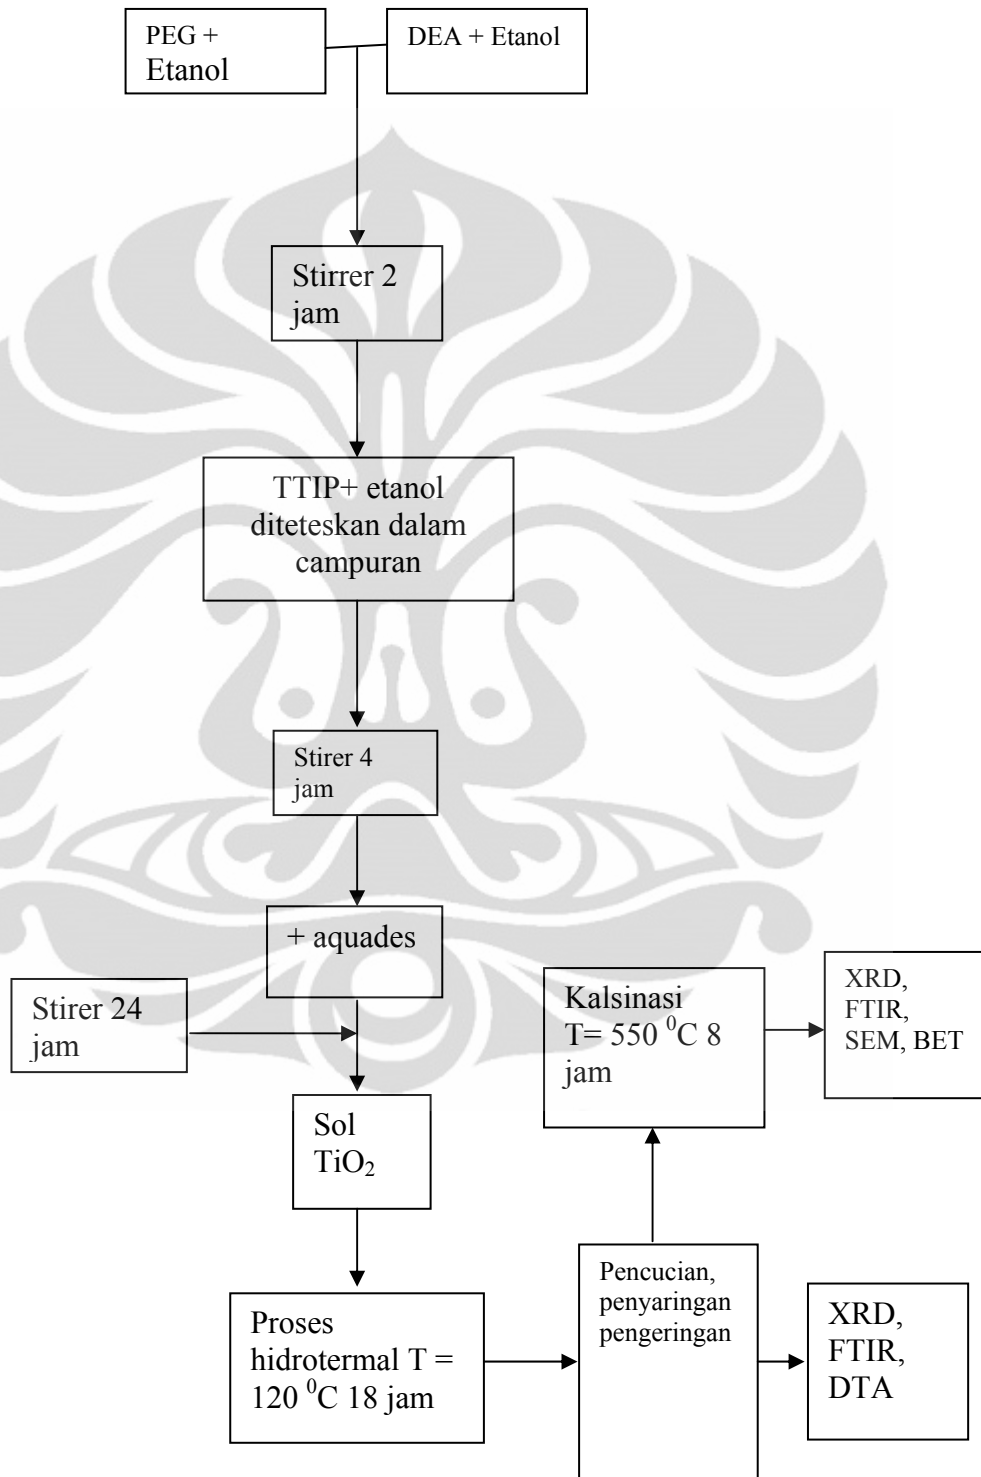 PEG +
Etanol
DEA + Etanol
Stirrer 2
jam
TTIP+ etanol
diteteskan dalam
campuran
Stirer 4
jam
+ aquades
Stirer 24
jam
Kalsinasi
T= 550 ⁰C 8
jam
XRD,
FTIR,
SEM, BET
Sol
TiO₂
Proses
hidrotermal T =
120 ⁰C 18 jam
Pencucian,
penyaringan
pengeringan
XRD,
FTIR,
DTA